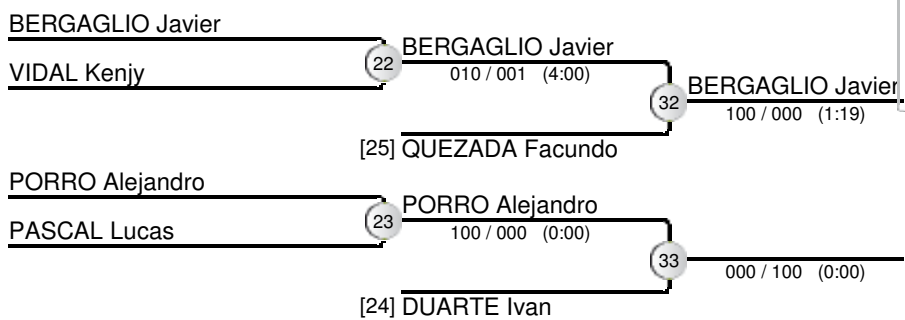 BERGAGLIO Javier
VIDAL Kenjy
22
BERGAGLIO Javier
010 / 001 (4:00)
32
BERGAGLIO Javier
100 / 000 (1:19)
[25] QUEZADA Facundo
PORRO Alejandro
PASCAL Lucas
23
PORRO Alejandro
100 / 000 (0:00)
33
000 / 100 (0:00)
[24] DUARTE Ivan